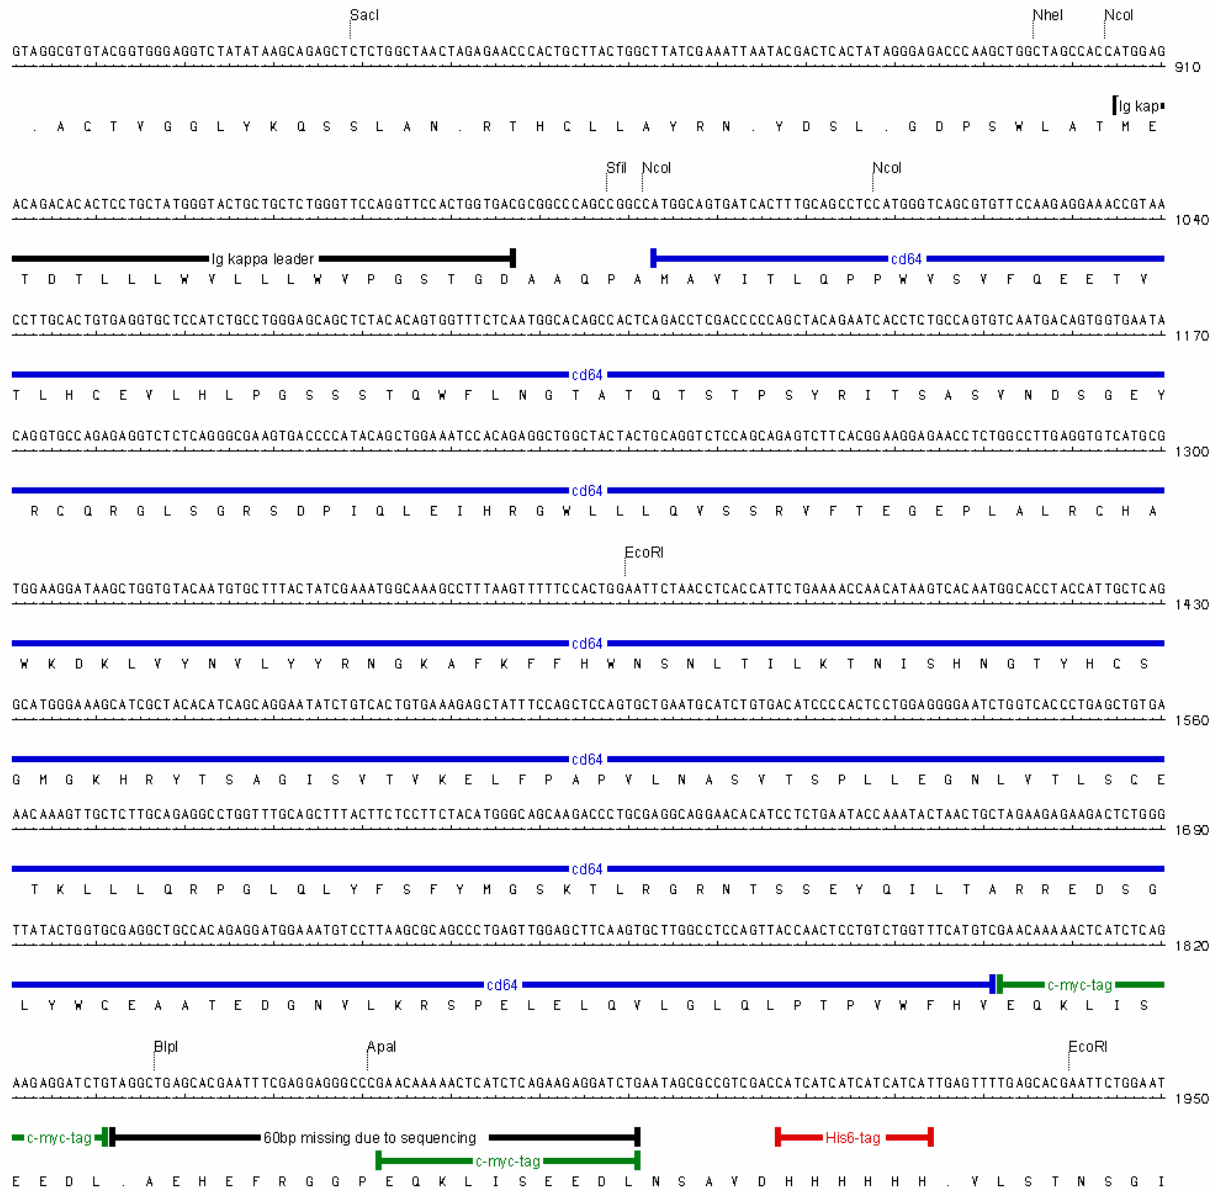 SacI NheI NcoI
GTAGGCGTGTACGGTGGGAGGTCTATATAAGCAGAGCTCTCTGGCTAACTAGAGAACCCACTGCTTACTGGCTTATCGAAATTAATACGACTCACTATAGGGAGACCCAAGCTGGCTAGCCACCATGGAG
910
Ig kap
. A C T V G G L Y K Q S S L A N . R T H C L L A Y R N . Y D S L . G D P S W L A T M E
SfiI NcoI NcoI
ACAGACACACTCCTGCTATGGGTACTGCTGCTCTGGGTTCCAGGTTCCACTGGTGACGCGGCCCAGCCGGCCATGGCAGTGATCACTTTGCAGCCTCCATGGGTCAGCGTGTTCCAAGAGGAAACCGTAA
1040
Ig kappa leader cd64
T D T L L L W V L L L W V P G S T G D A A Q P A M A V I T L Q P P W V S V F Q E E T V
CCTTGCACTGTGAGGTGCTCCATCTGCCTGGGAGCAGCTCTACACAGTGGTTTCTCAATGGCACAGCCACTCAGACCTCGACCCCCAGCTACAGAATCACCTCTGCCAGTGTCAATGACAGTGGTGAATA
1170
cd64
T L H C E V L H L P G S S S T Q W F L N G T A T Q T S T P S Y R I T S A S V N D S G E Y
CAGGTGCCAGAGAGGTCTCTCAGGGCGAAGTGACCCCATACAGCTGGAAATCCACAGAGGCTGGCTACTACTGCAGGTCTCCAGCAGAGTCTTCACGGAAGGAGAACCTCTGGCCTTGAGGTGTCATGCG
1300
cd64
R C Q R G L S G R S D P I Q L E I H R G W L L L Q V S S R V F T E G E P L A L R C H A
EcoRI
TGGAAGGATAAGCTGGTGTACAATGTGCTTTACTATCGAAATGGCAAAGCCTTTAAGTTTTTCCACTGGAATTCTAACCTCACCATTCTGAAAACCAACATAAGTCACAATGGCACCTACCATTGCTCAG
1430
cd64
W K D K L V Y N V L Y Y R N G K A F K F F H W N S N L T I L K T N I S H N G T Y H C S
GCATGGGAAAGCATCGCTACACATCAGCAGGAATATCTGTCACTGTGAAAGAGCTATTTCCAGCTCCAGTGCTGAATGCATCTGTGACATCCCCACTCCTGGAGGGGAATCTGGTCACCCTGAGCTGTGA
1560
cd64
G M G K H R Y T S A G I S V T V K E L F P A P V L N A S V T S P L L E G N L V T L S C E
AACAAAGTTGCTCTTGCAGAGGCCTGGTTTGCAGCTTTACTTCTCCTTCTACATGGGCAGCAAGACCCTGCGAGGCAGGAACACATCCTCTGAATACCAAATACTAACTGCTAGAAGAGAAGACTCTGGG
1690
cd64
T K L L L Q R P G L Q L Y F S F Y M G S K T L R G R N T S S E Y Q I L T A R R E D S G
TTATACTGGTGCGAGGCTGCCACAGAGGATGGAAATGTCCTTAAGCGCAGCCCTGAGTTGGAGCTTCAAGTGCTTGGCCTCCAGTTACCAACTCCTGTCTGGTTTCATGTCGAACAAAAACTCATCTCAG
1820
cd64 c-myc-tag
L Y W C E A A T E D G N V L K R S P E L E L Q V L G L Q L P T P V W F H V E Q K L I S
BlpI ApaI EcoRI
AAGAGGATCTGTAGGCTGAGCACGAATTTCGAGGAGGGCCCGAACAAAAACTCATCTCAGAAGAGGATCTGAATAGCGCCGTCGACCATCATCATCATCATCATTGAGTTTTGAGCACGAATTCTGGAAT
1950
c-myc-tag 60bp missing due to sequencing His6-tag
c-myc-tag
E E D L . A E H E F R G G P E Q K L I S E E D L N S A V D H H H H H H . V L S T N S G I